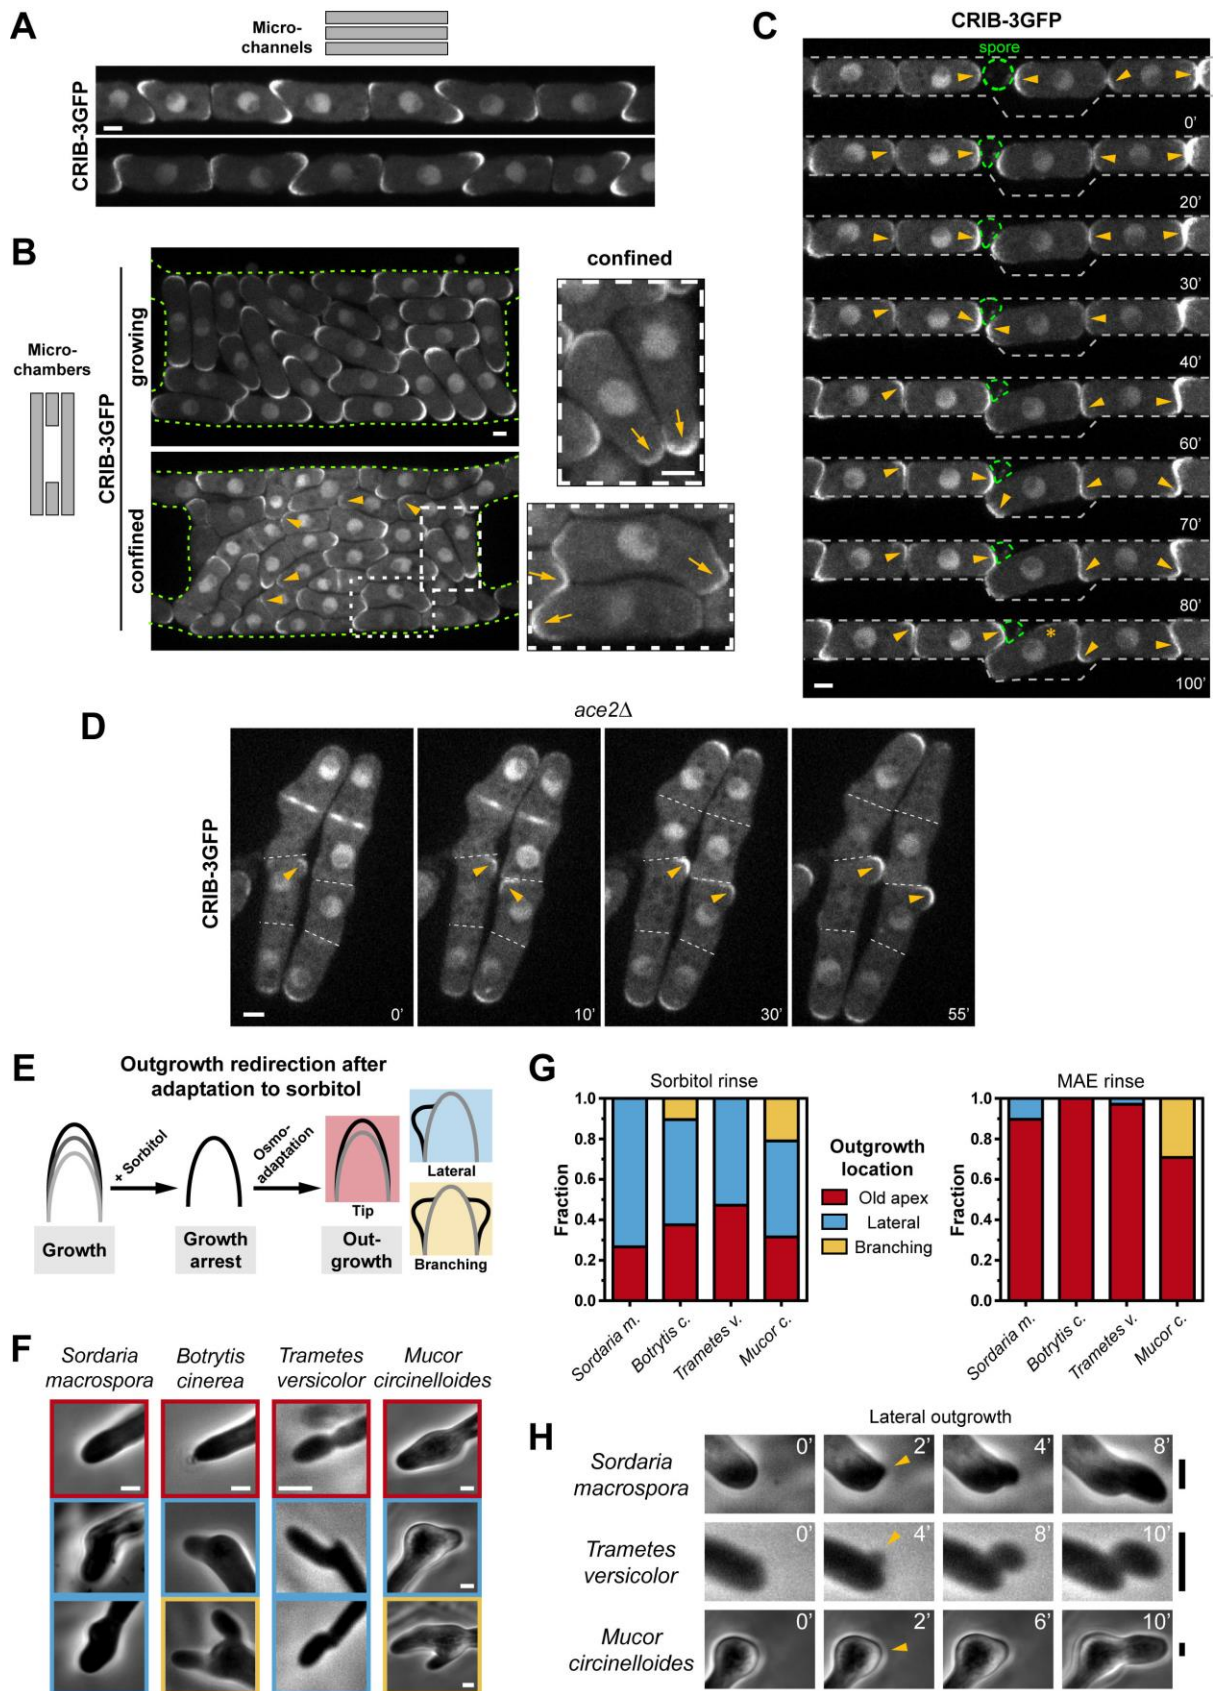 A
Micro-
channels
CRIB-3GFP
B
Micro-
chambers
CRIB-3GFP
growing
confined
confined
C
CRIB-3GFP
spore
0'
20'
30'
40'
60'
70'
80'
*
100'
D
ace2Δ
CRIB-3GFP
0'
10'
30'
55'
E
Outgrowth redirection after
adaptation to sorbitol
+ Sorbitol
Osmo-
adaptation
Growth
Growth
arrest
Tip
Out-
growth
Lateral
Branching
F
Sordaria
macrospora
Botrytis
cinerea
Trametes
versicolor
Mucor
circinelloides
G
Sorbitol rinse
Fraction
1.0
0.8
0.6
0.4
0.2
0.0
Sordaria m.
Botrytis c.
Trametes v.
Mucor c.
Outgrowth
location
Old apex
Lateral
Branching
MAE rinse
Fraction
1.0
0.8
0.6
0.4
0.2
0.0
Sordaria m.
Botrytis c.
Trametes v.
Mucor c.
H
Lateral outgrowth
Sordaria
macrospora
0'
2'
4'
8'
Trametes
versicolor
0'
4'
8'
10'
Mucor
circinelloides
0'
2'
6'
10'